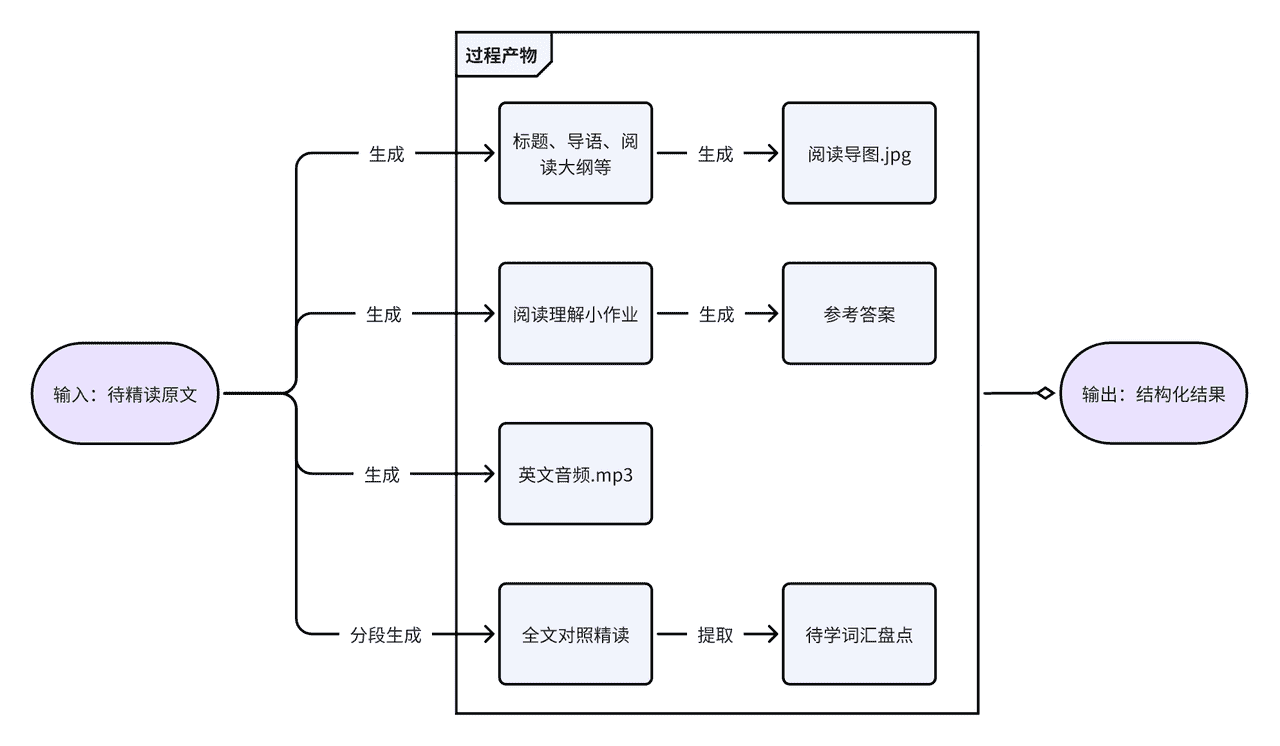 过程产物
生成
标题、导语、阅
读大纲等
生成
阅读导图.jpg
生成
阅读理解小作业
生成
参考答案
输入：待精读原文
输出：结构化结果
生成
英文音频.mp3
分段生成
全文对照精读
提取
待学词汇盘点